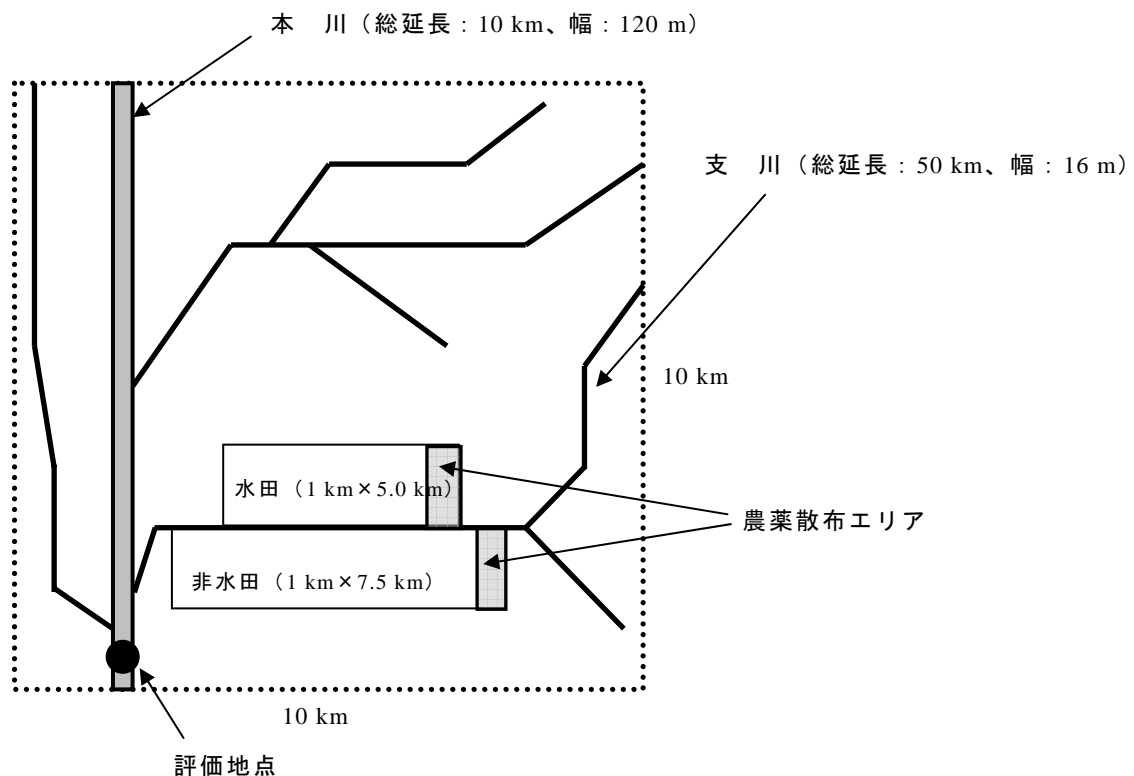 本　川（総延長：10 km、幅：120 m）
支　川（総延長：50 km、幅：16 m）
10 km
水田（1 km×5.0 km）
農薬散布エリア
非水田（1 km×7.5 km）
10 km
評価地点